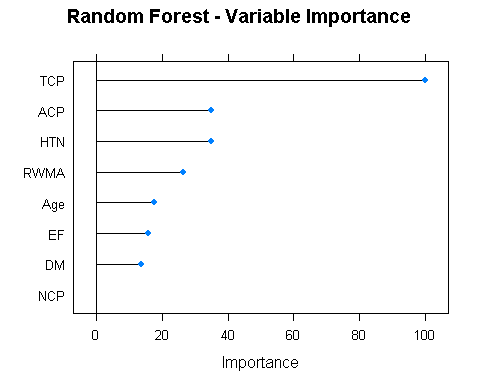 Random Forest - Variable Importance
TCP
ACP
HTN
RWMA
Age
EF
DM
NCP
0 20 40 60 80 100
Importance